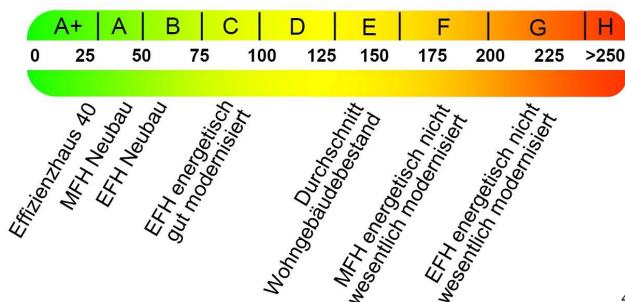 A+ A B C D E F G H
0 25 50 75 100 125 150 175 200 225 >250
Effizienzhaus 40
MFH Neubau
EFH Neubau
EFH energetisch
gut modernisiert
Durchschnitt
Wohngebäudebestand
MFH energetisch nicht
wesentlich modernisiert
EFH energetisch nicht
wesentlich modernisiert